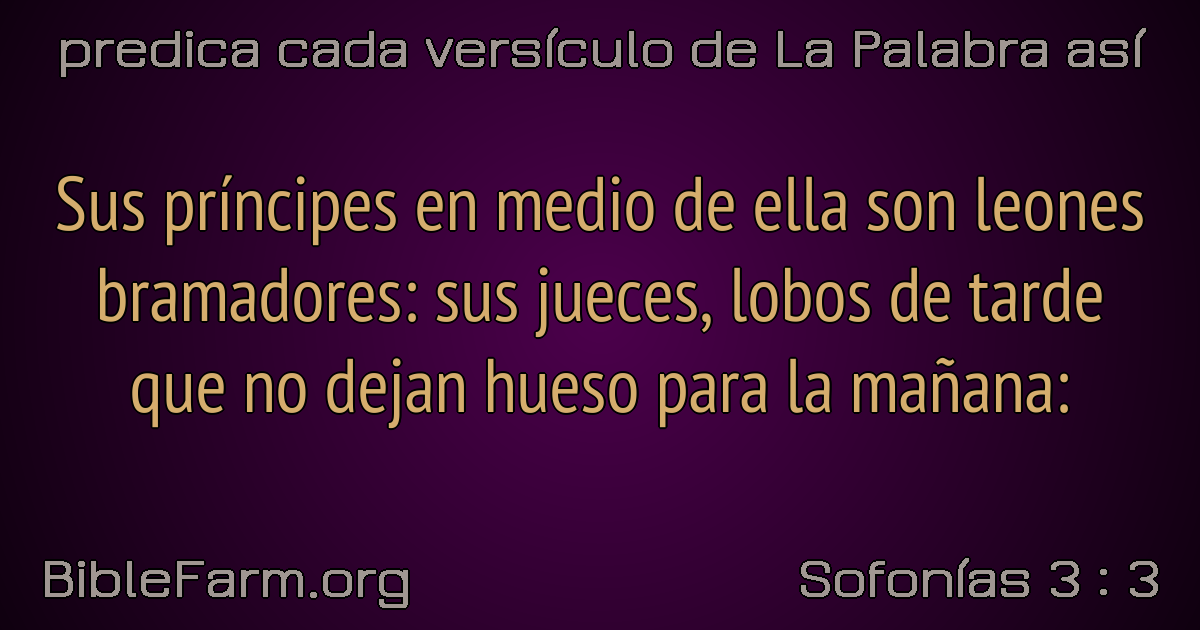 predica cada versículo de La Palabra así
Sus príncipes en medio de ella son leones
bramadores: sus jueces, lobos de tarde
que no dejan hueso para la mañana:
BibleFarm.org
Sofonías 3 : 3